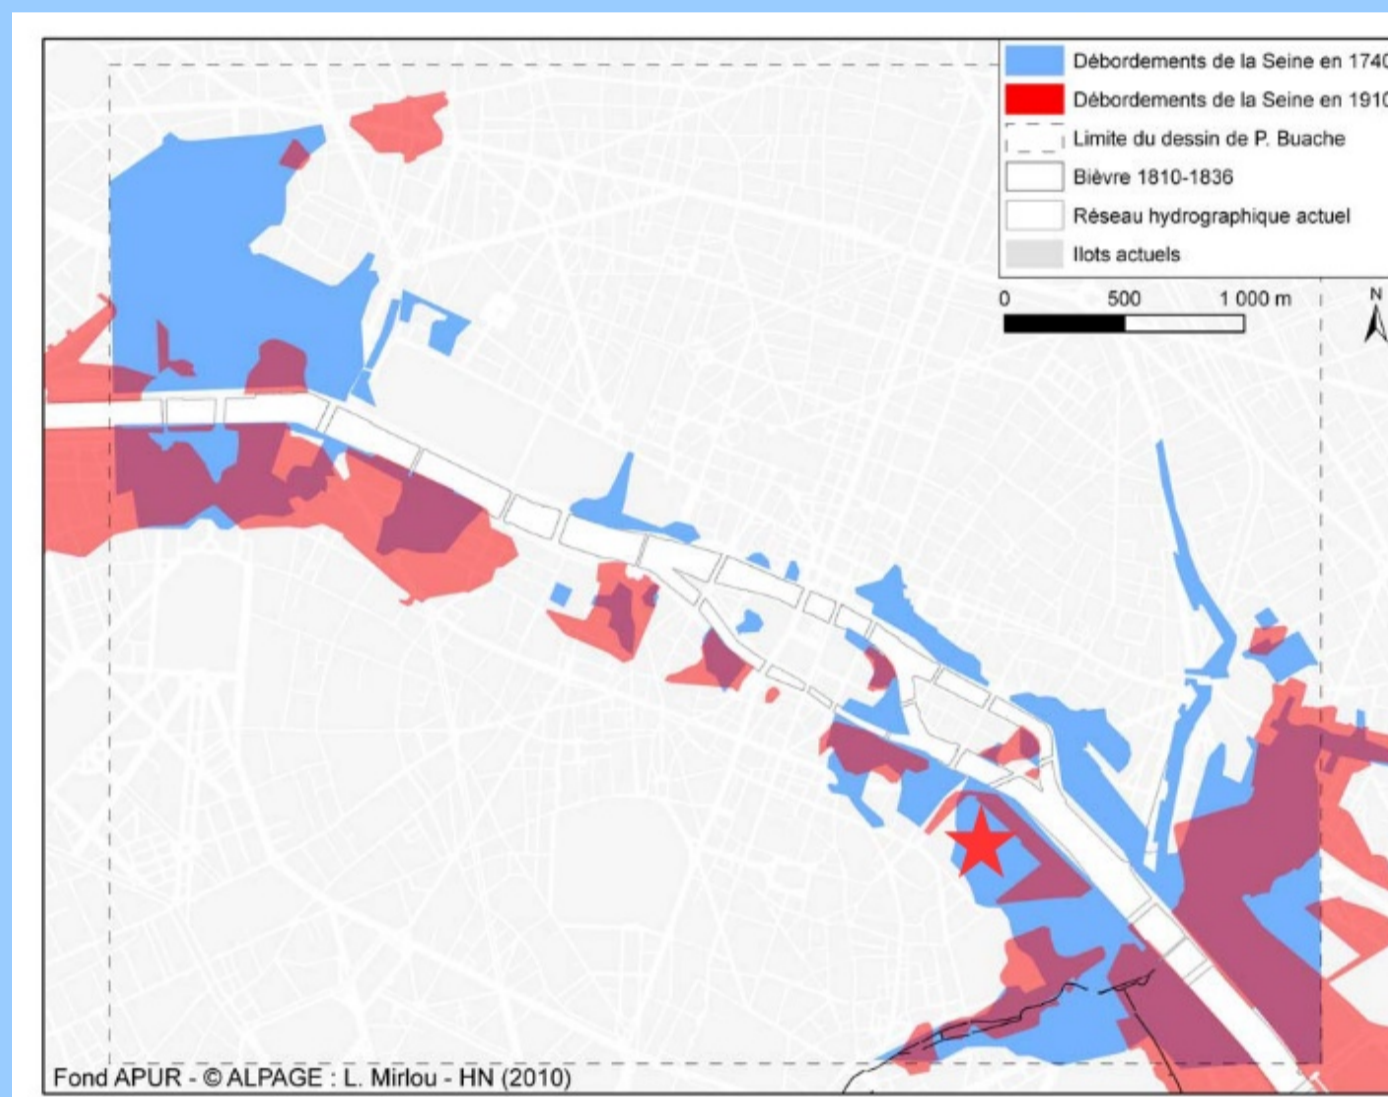 Débordements de la Seine en 1740
Débordements de la Seine en 1910
Limite du dessin de P. Buache
Bièvre 1810-1836
Réseau hydrographique actuel
Ilots actuels
0 500 1 000 m
N
Fond APUR - © ALPAGE : L. Mirlou - HN (2010)